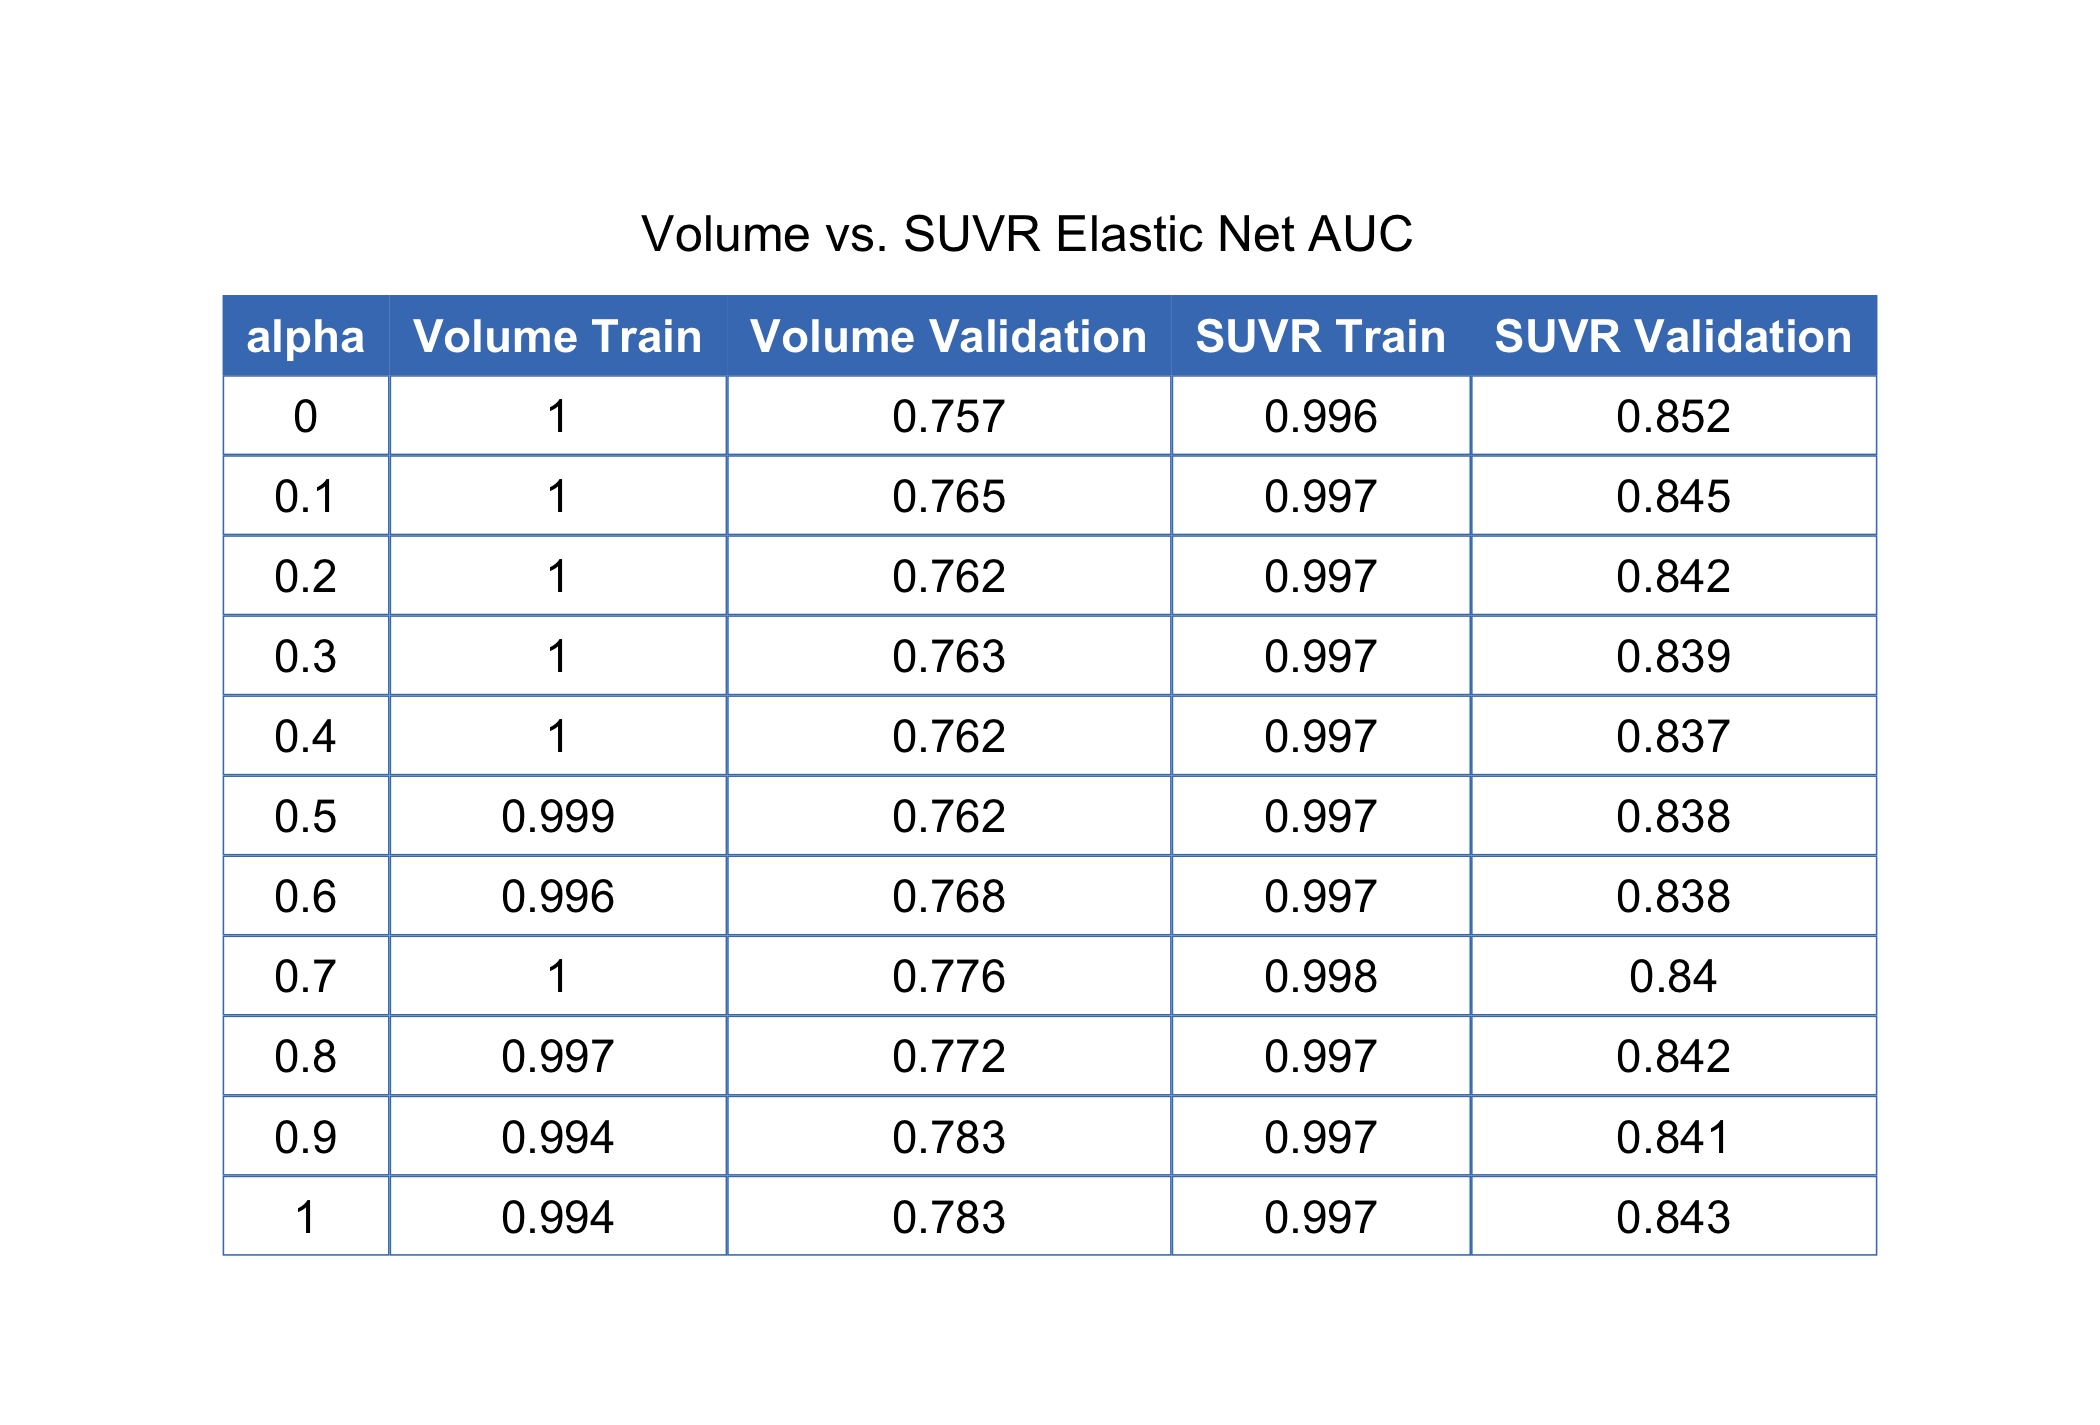 Volume vs. SUVR Elastic Net AUC
alpha Volume Train Volume Validation SUVR Train SUVR Validation
0 1 0.757 0.996 0.852
0.1 1 0.765 0.997 0.845
0.2 1 0.762 0.997 0.842
0.3 1 0.763 0.997 0.839
0.4 1 0.762 0.997 0.837
0.5 0.999 0.762 0.997 0.838
0.6 0.996 0.768 0.997 0.838
0.7 1 0.776 0.998 0.84
0.8 0.997 0.772 0.997 0.842
0.9 0.994 0.783 0.997 0.841
1 0.994 0.783 0.997 0.843